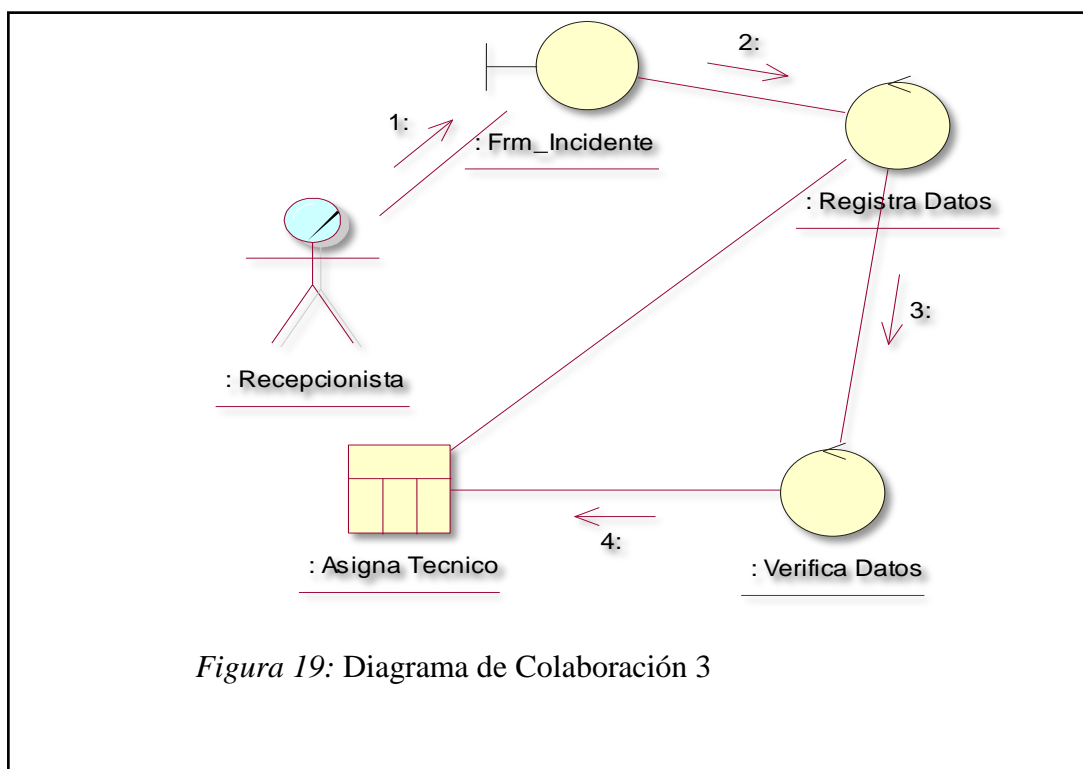 2:
1:
: Frm_Incidente
: Registra Datos
3:
: Recepcionista
4:
: Asigna Tecnico
: Verifica Datos
Figura 19: Diagrama de Colaboración 3